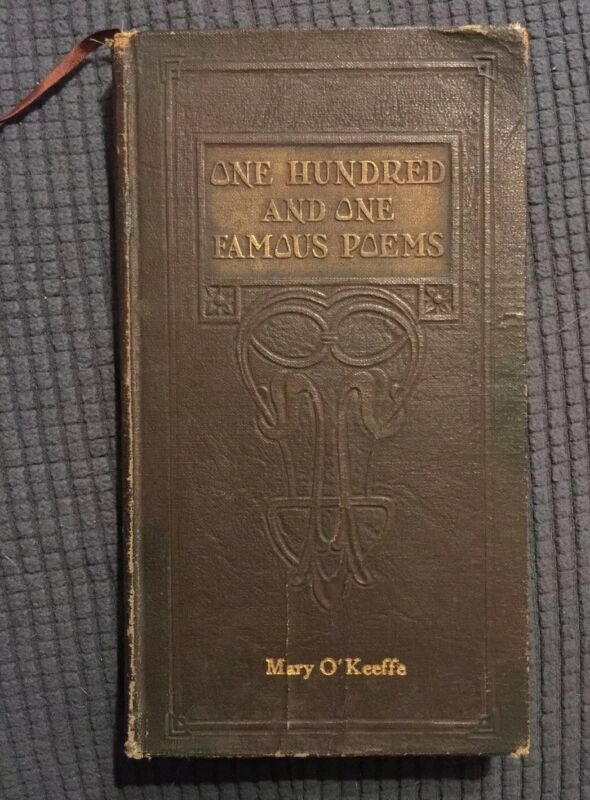 ONE HUNDRED
AND ONE
FAMOUS POEMS
Mary O'Keeffe